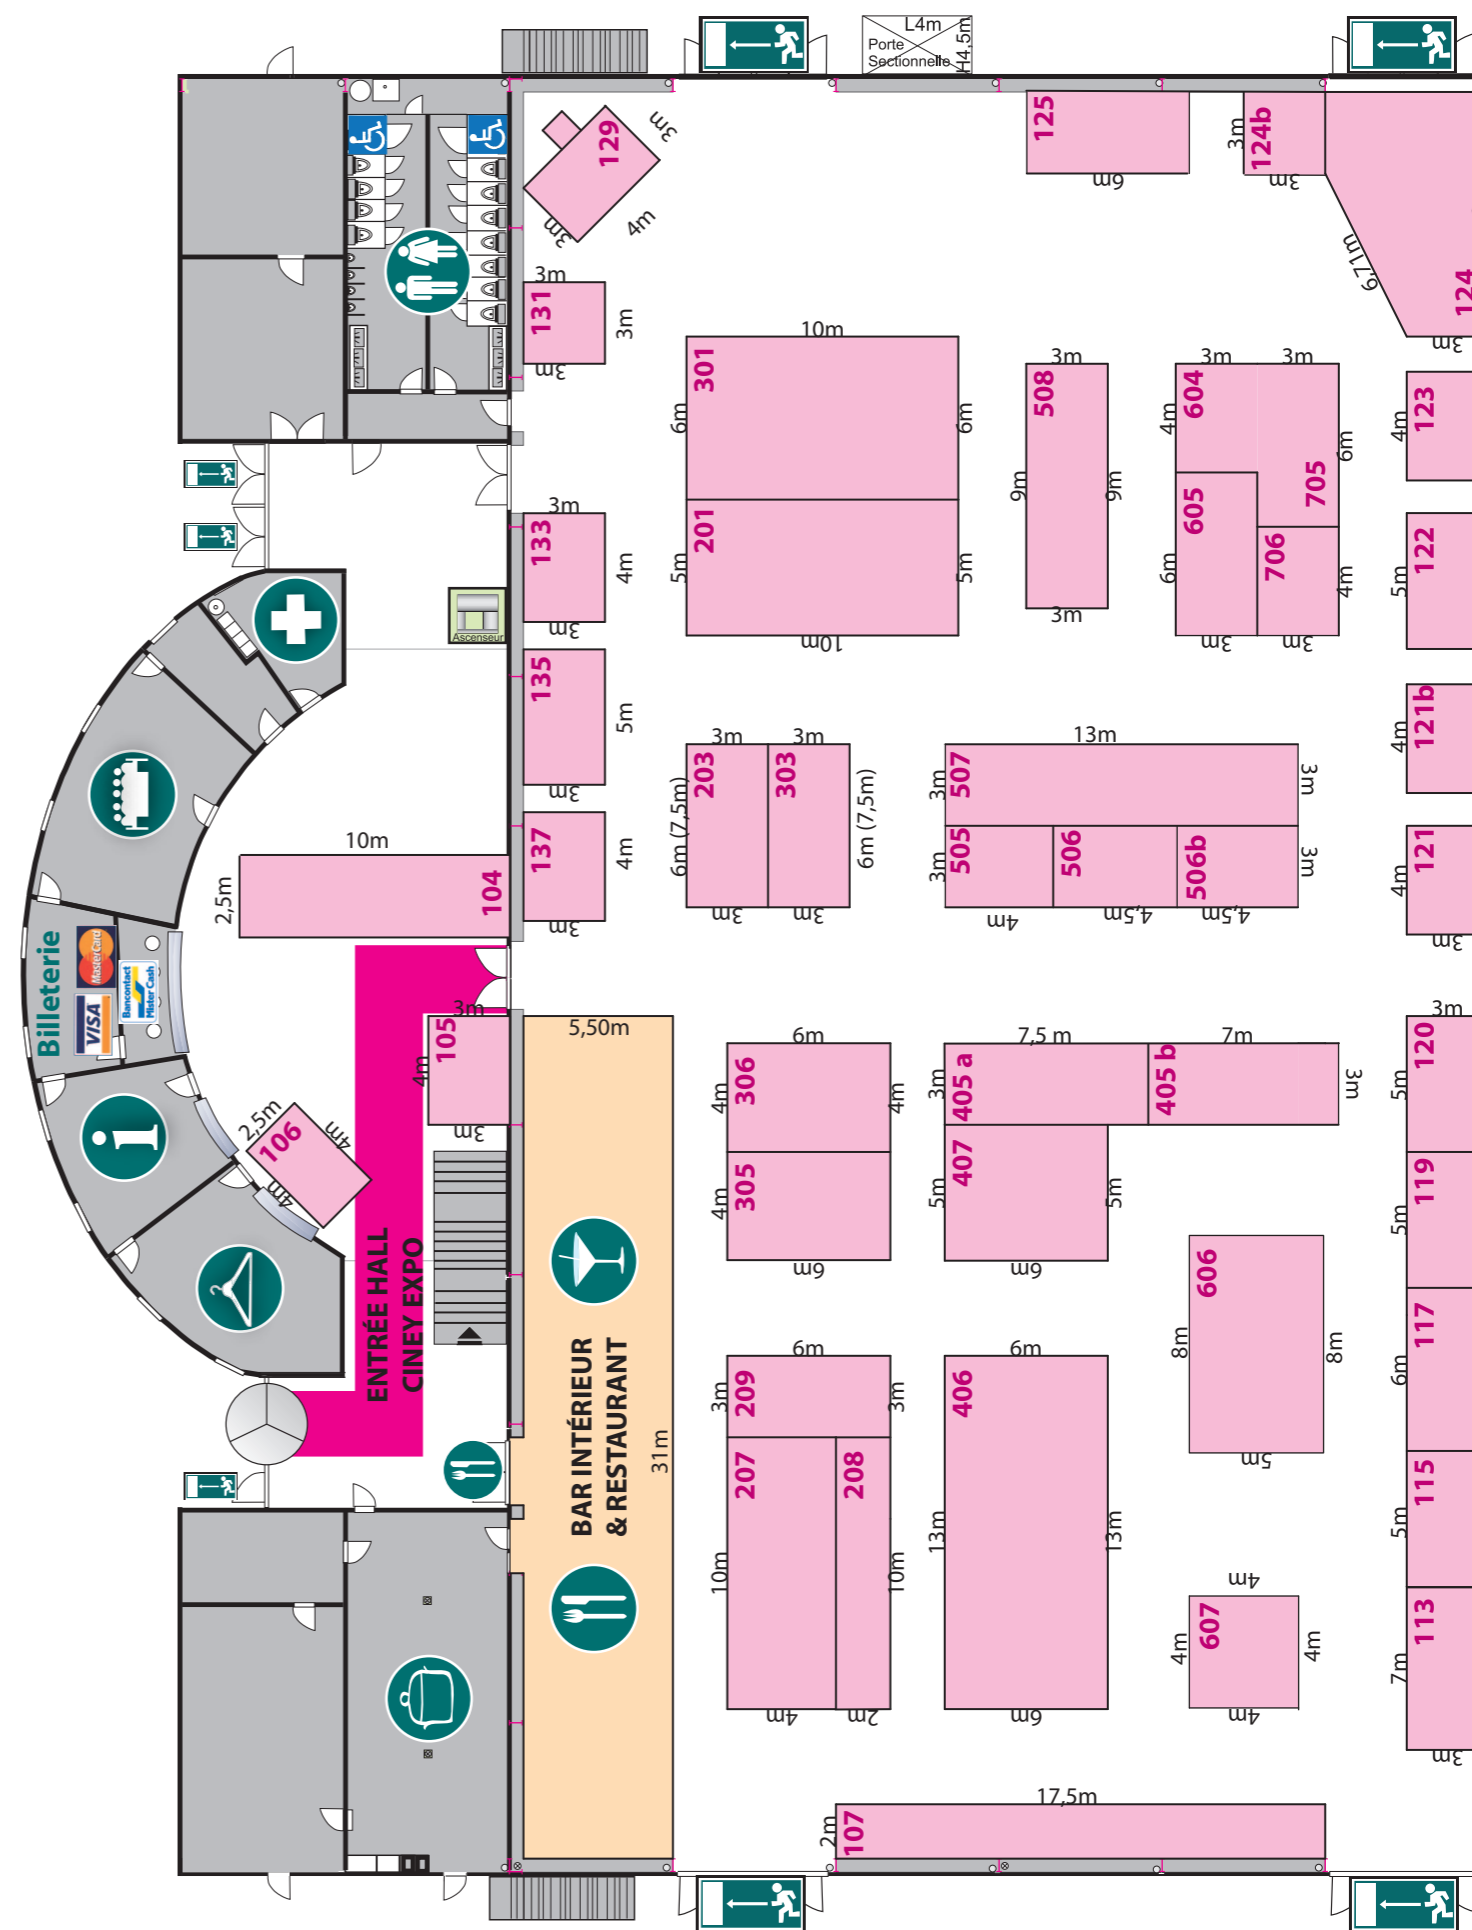 L4m
Porte
Sectionnelle
H4,5m
129
3m
3m
4m
125
6m
124b
3m
3m
124
6,71m
3m
131
3m
3m
3m
301
10m
6m
6m
201
5m
5m
10m
508
3m
9m
9m
3m
604
3m
3m
4m
705
6m
605
6m
706
4m
3m
3m
123
4m
122
5m
133
3m
4m
3m
Ascenseur
135
5m
3m
137
4m
3m
203
3m
3m
303
6m (7,5m)
6m (7,5m)
3m
3m
507
13m
3m
3m
505
3m
506
506b
3m
4m
4,5m
4,5m
121b
4m
121
4m
3m
104
10m
2,5m
Billeterie
MasterCard
VISA
Bancontact
Mister Cash
105
3m
4m
3m
106
2,5m
4m
4m
ENTRÉE HALL
CINEY EXPO
5,50m
BAR INTÉRIEUR
& RESTAURANT
31m
306
6m
4m
4m
305
4m
6m
405 a
7,5 m
3m
405 b
7m
3m
407
5m
5m
6m
120
3m
5m
119
5m
117
6m
115
5m
113
7m
3m
606
8m
8m
5m
209
6m
3m
3m
207
208
10m
10m
4m
2m
406
6m
13m
13m
6m
607
4m
4m
4m
4m
107
17,5m
2m